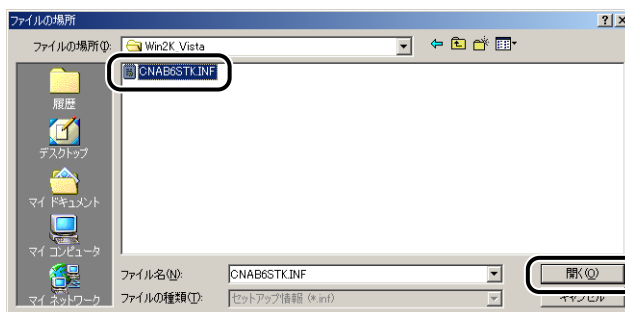 ファイルの場所
ファイルの場所(I):
Win2K_Vista
CNAB6STK.INF
履歴
デスクトップ
マイ ドキュメント
マイ コンピュータ
マイ ネットワーク
ファイル名(N):
CNAB6STK.INF
開く(O)
ファイルの種類(T):
セットアップ情報 (*.inf)
キャンセル